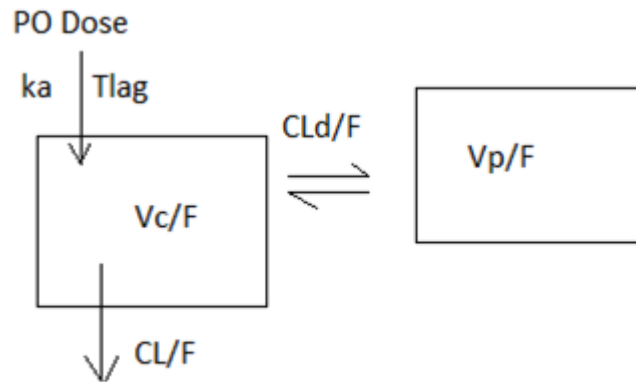 PO Dose
ka Tlag
CLd/F
Vp/F
Vc/F
CL/F